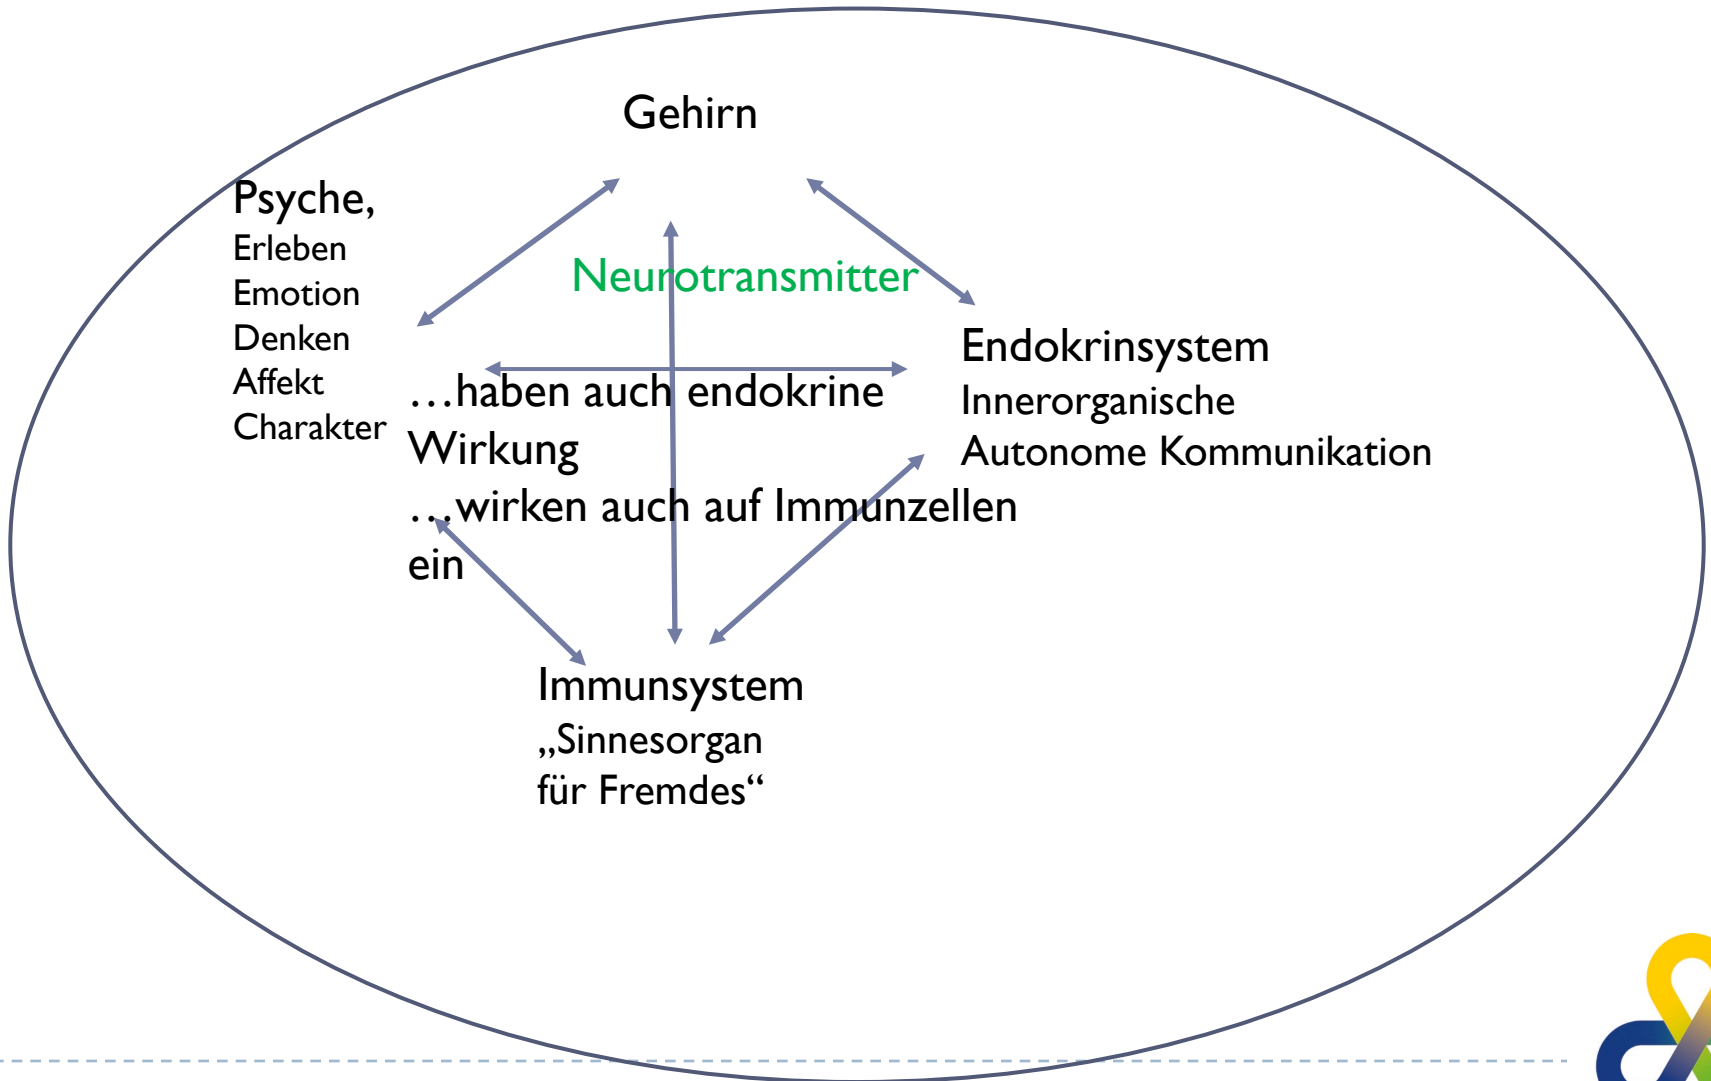 Gehirn
Psyche,
Erleben
Emotion
Denken
Affekt
Charakter
Neurotransmitter
…haben auch endokrine
Wirkung
…wirken auch auf Immunzellen
ein
Endokrinsystem
Innerorganische
Autonome Kommunikation
Immunsystem
„Sinnesorgan
für Fremdes“